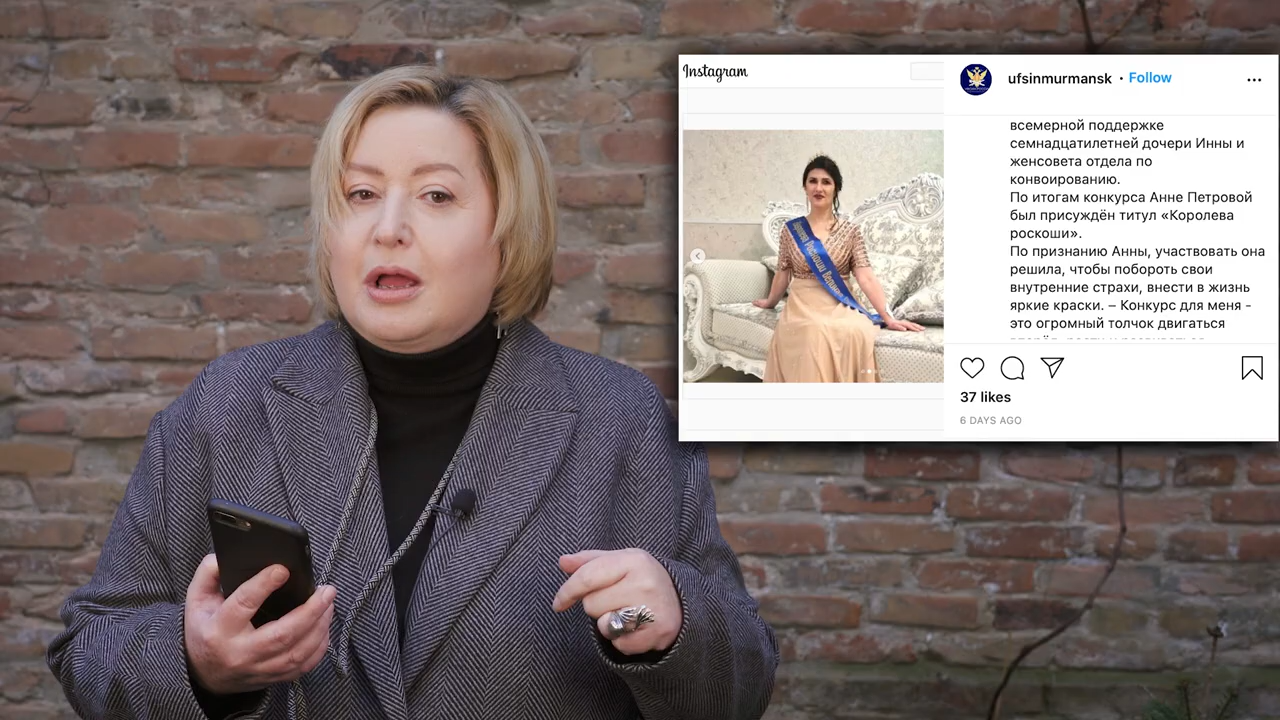 Instagram
ufsinmurmansk • Follow
всемерной поддержке
семнадцатилетней дочери Инны и
женсовета отдела по
конвоированию.
По итогам конкурса Анне Петровой
был присуждён титул «Королева
роскоши».
По признанию Анны, участвовать она
решила, чтобы побороть свои
внутренние страхи, внести в жизнь
яркие краски. – Конкурс для меня -
это огромный толчок двигаться
37 likes
6 DAYS AGO